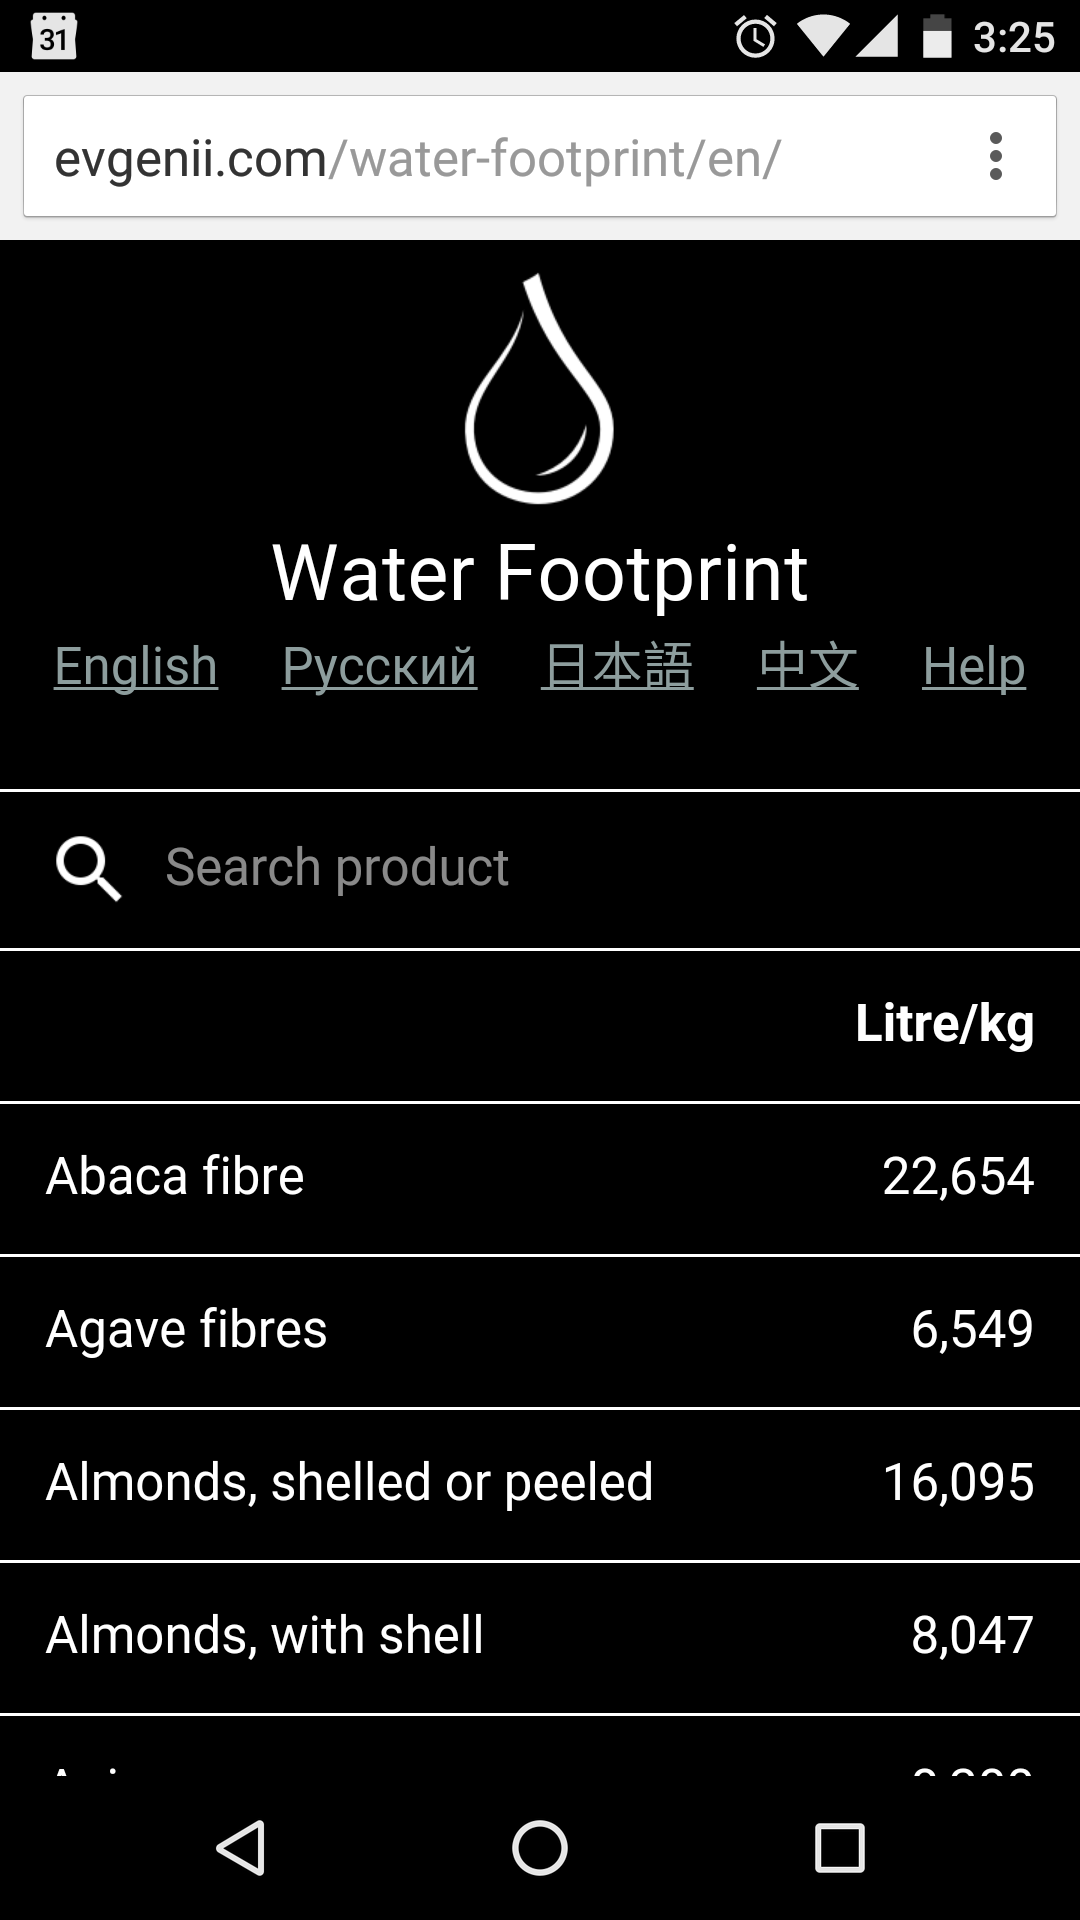 31
3:25
evgenii.com/water-footprint/en/
Water Footprint
English Русский 日本語 中文 Help
Search product
Litre/kg
Abaca fibre 22,654
Agave fibres 6,549
Almonds, shelled or peeled 16,095
Almonds, with shell 8,047